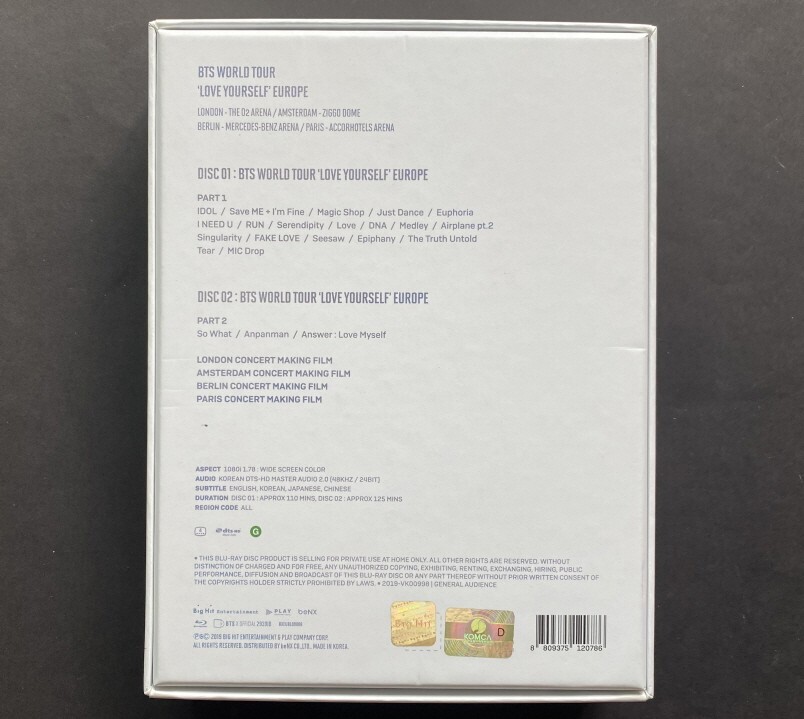 BTS WORLD TOUR
'LOVE YOURSELF' EUROPE
LONDON - THE O2 ARENA / AMSTERDAM - ZIGGO DOME
BERLIN - MERCEDES-BENZ ARENA / PARIS - ACCORHOTELS ARENA
DISC 01 : BTS WORLD TOUR 'LOVE YOURSELF' EUROPE
PART 1
IDOL / Save ME + I'm Fine / Magic Shop / Just Dance / Euphoria
I NEED U / RUN / Serendipity / Love / DNA / Medley / Airplane pt.2
Singularity / FAKE LOVE / Seesaw / Epiphany / The Truth Untold
Tear / MIC Drop
DISC 02 : BTS WORLD TOUR 'LOVE YOURSELF' EUROPE
PART 2
So What / Anpanman / Answer : Love Myself
LONDON CONCERT MAKING FILM
AMSTERDAM CONCERT MAKING FILM
BERLIN CONCERT MAKING FILM
PARIS CONCERT MAKING FILM
ASPECT 1080i 1.78 : WIDE SCREEN COLOR
AUDIO KOREAN DTS-HD MASTER AUDIO 2.0 (48KHZ / 24BIT)
SUBTITLE ENGLISH, KOREAN, JAPANESE, CHINESE
DURATION DISC 01 : APPROX 110 MINS, DISC 02 : APPROX 125 MINS
REGION CODE ALL
dts G
• THIS BLU-RAY DISC PRODUCT IS SELLING FOR PRIVATE USE AT HOME ONLY. ALL OTHER RIGHTS ARE RESERVED. WITHOUT
DISTINCTION OF CHARGED AND FOR FREE, ANY UNAUTHORIZED COPYING, EXHIBITING, RENTING, EXCHANGING, HIRING, PUBLIC
PERFORMANCE, DIFFUSION AND BROADCAST OF THIS BLU-RAY DISC OR ANY PART THEREOF WITHOUT PRIOR WRITTEN CONSENT OF
THE COPYRIGHTS HOLDER STRICTLY PROHIBITED BY LAWS. • 2019-VK00898 | GENERAL AUDIENCE
Big Hit Entertainment PLAY beNX
BTS
Big Hit
KOMCA D
ALL RIGHTS RESERVED. DISTRIBUTED BY beNX CO.,LTD. MADE IN KOREA.
8 809375 120786